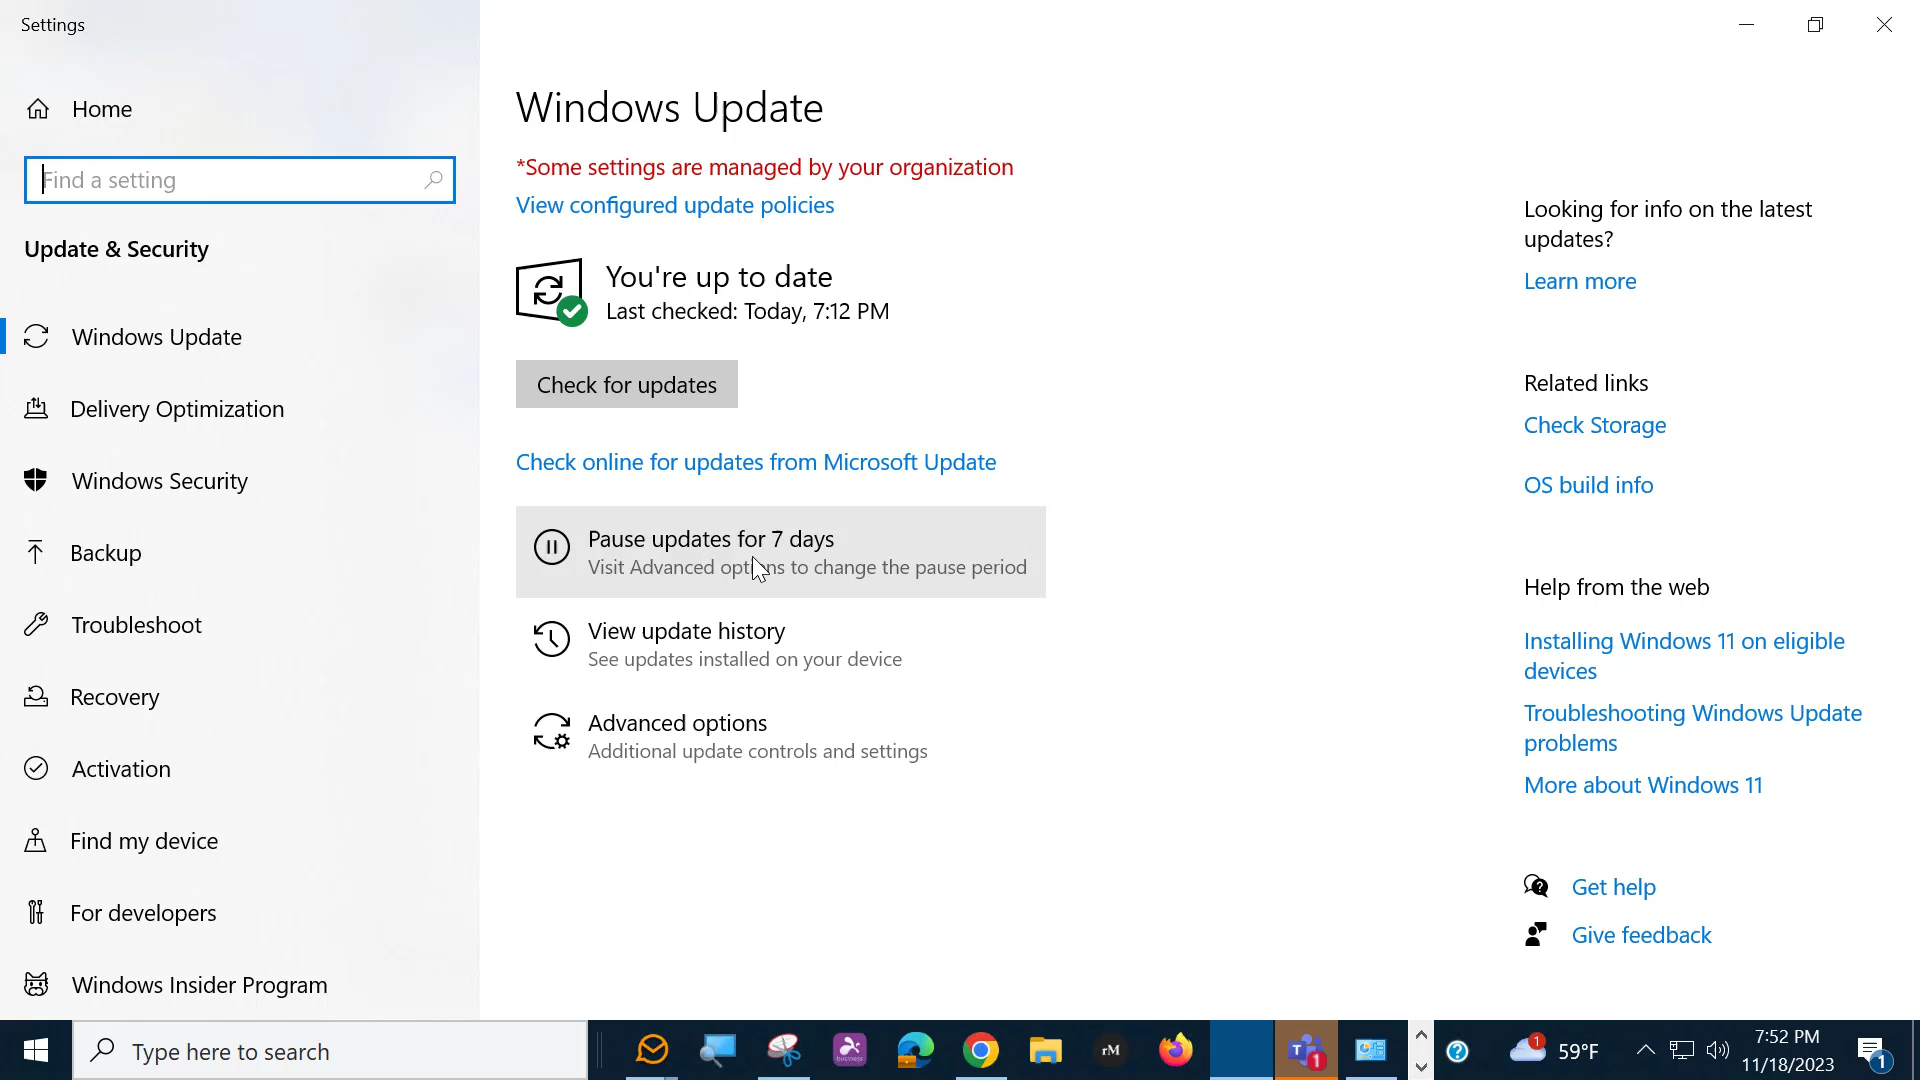 Settings
Home
Find a setting
Update & Security
Windows Update
Delivery Optimization
Windows Security
Backup
Troubleshoot
Recovery
Activation
Find my device
For developers
Windows Insider Program
Windows Update
*Some settings are managed by your organization
View configured update policies
You're up to date
Last checked: Today, 7:12 PM
Check for updates
Check online for updates from Microsoft Update
Pause updates for 7 days
Visit Advanced options to change the pause period
View update history
See updates installed on your device
Advanced options
Additional update controls and settings
Looking for info on the latest
updates?
Learn more
Related links
Check Storage
OS build info
Help from the web
Installing Windows 11 on eligible
devices
Troubleshooting Windows Update
problems
More about Windows 11
Get help
Give feedback
Type here to search
business
rM
T
1
1
59°F
7:52 PM
11/18/2023
1